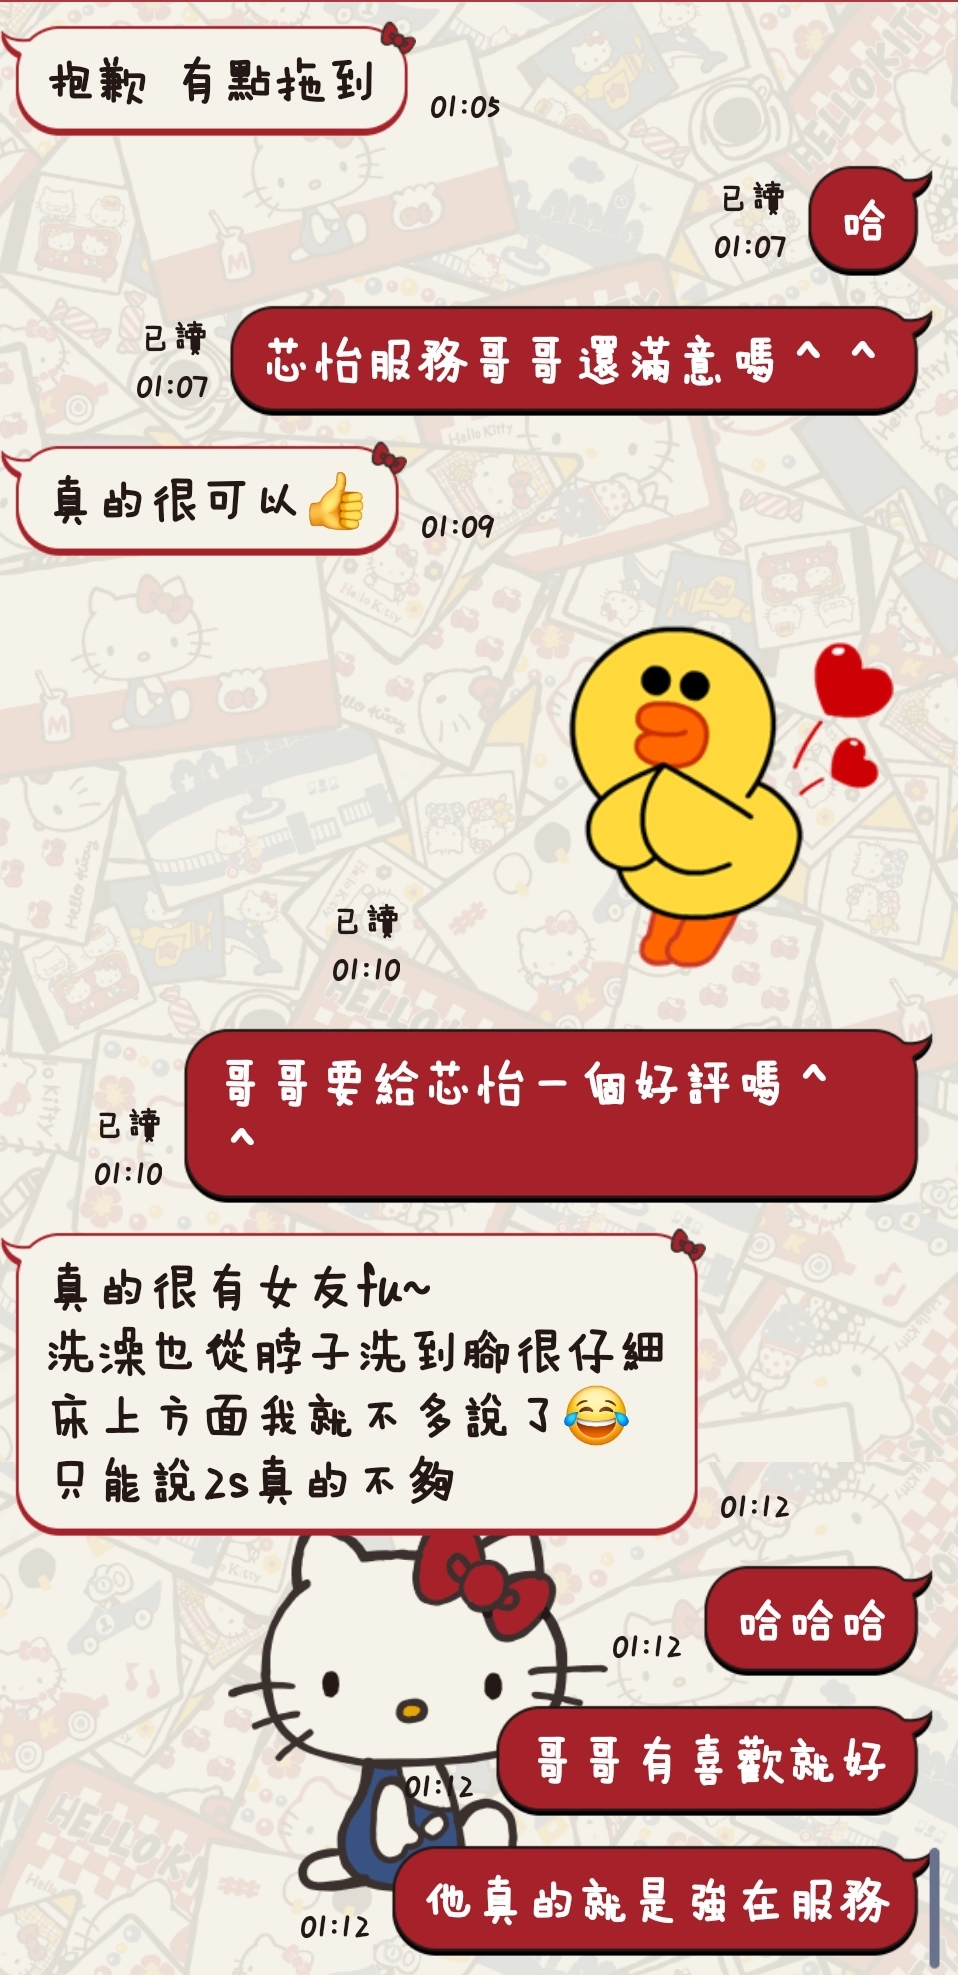 抱歉 有點拖到
01:05
已讀
01:07
哈
已讀
01:07
芯怡服務哥哥還滿意嗎^ ^
真的很可以👍
01:09
已讀
01:10
已讀
01:10
哥哥要給芯怡一個好評嗎^
^
真的很有女友fu~
洗澡也從脖子洗到腳很仔細
床上方面我就不多說了😂
只能說2s真的不夠
01:12
哈哈哈
01:12
哥哥有喜歡就好
01:12
他真的就是強在服務
01:12